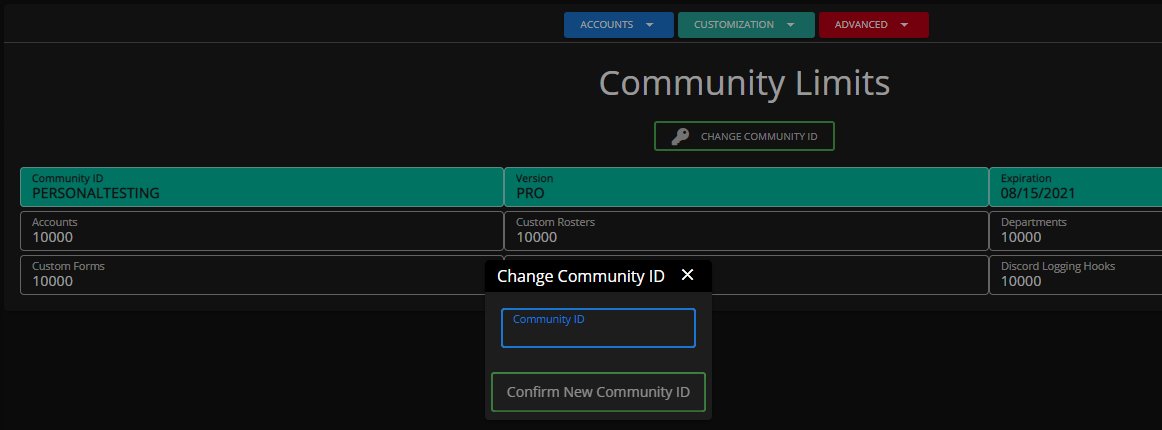 ACCOUNTS CUSTOMIZATION ADVANCED
Community Limits
CHANGE COMMUNITY ID
Community ID Version Expiration
PERSONALTESTING PRO 08/15/2021
Accounts Custom Rosters Departments
10000 10000 10000
Custom Forms Discord Logging Hooks
10000 10000
Change Community ID
Community ID
Confirm New Community ID